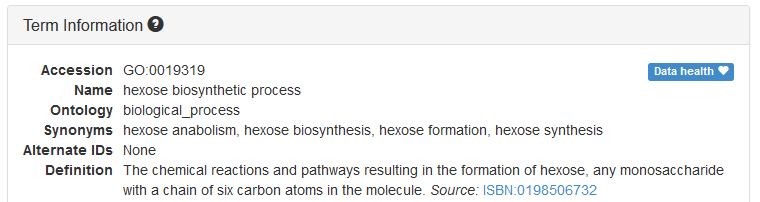 Term Information ?
Accession GO:0019319 Data health
Name hexose biosynthetic process
Ontology biological_process
Synonyms hexose anabolism, hexose biosynthesis, hexose formation, hexose synthesis
Alternate IDs None
Definition The chemical reactions and pathways resulting in the formation of hexose, any monosaccharide
with a chain of six carbon atoms in the molecule. Source: ISBN:0198506732